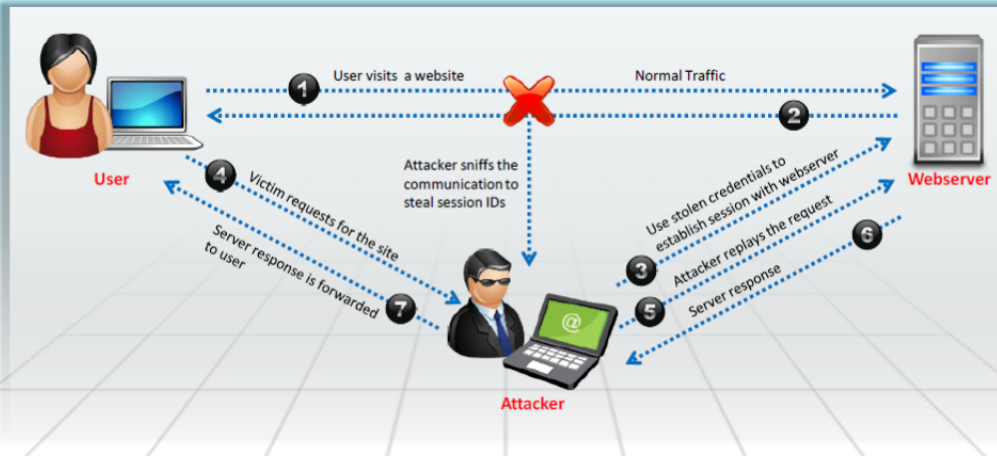 1
User visits a website
Normal Traffic
2
User
Attacker sniffs the
communication to
steal session IDs
Webserver
4
Victim requests for the site
Server response is forwarded
to user
7
Use stolen credentials to
establish session with webserver
3
Attacker replays the request
5
Server response
6
@
Attacker